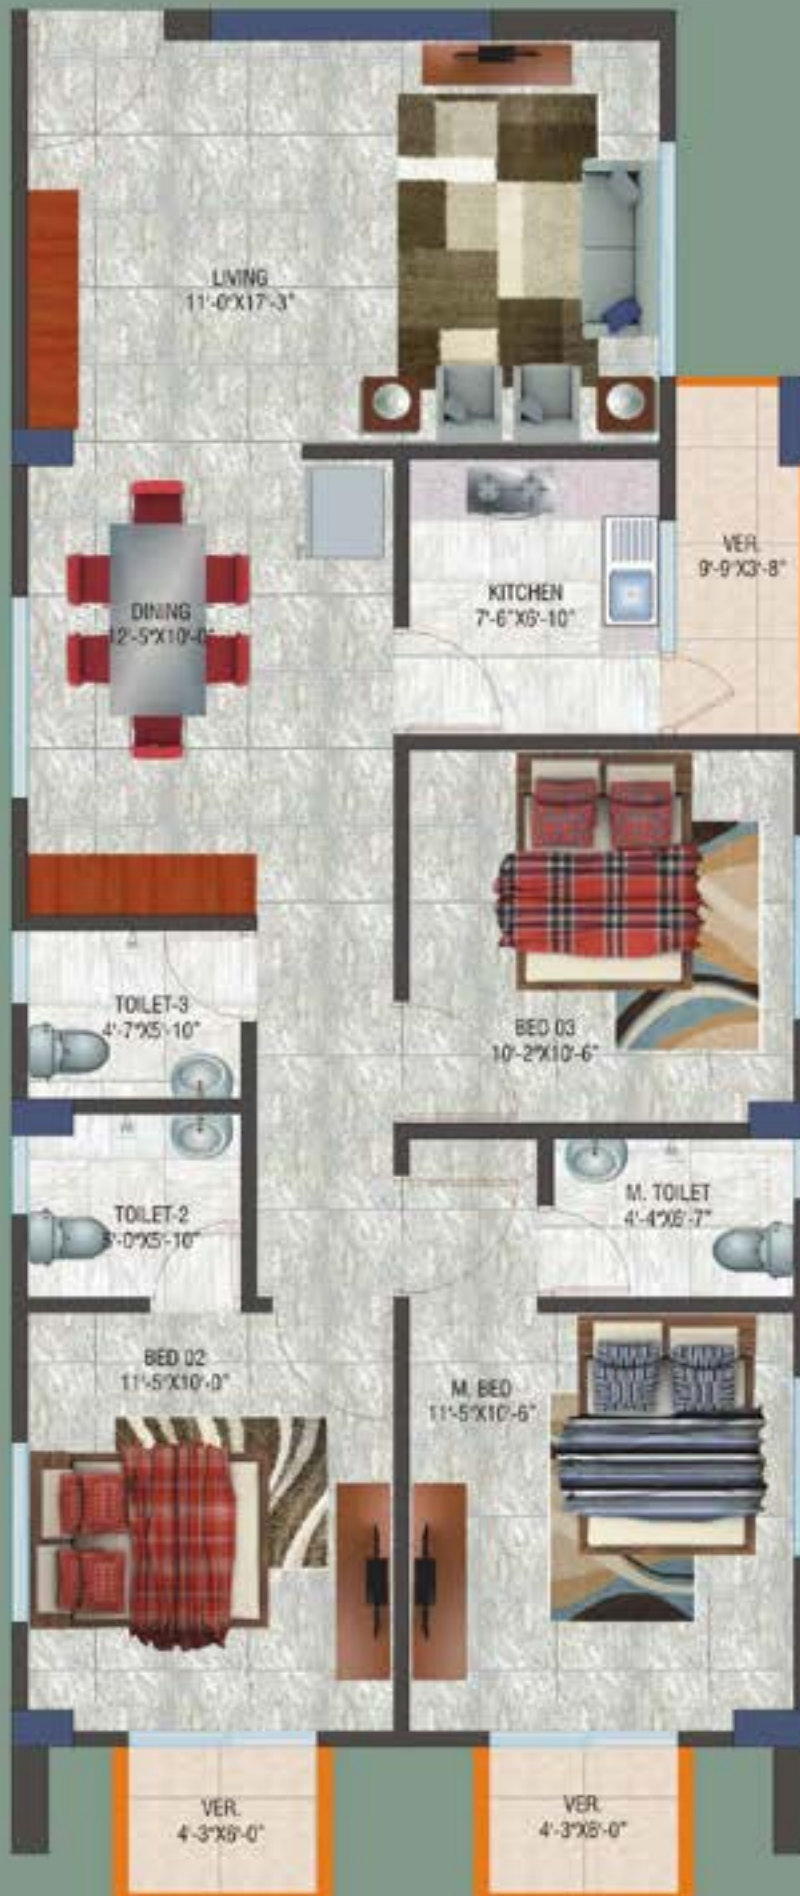 LIVING
11'-0"X17'-3"
VER.
9'-9"X3'-8"
KITCHEN
7'-6"X6'-10"
DINING
12'-5"X10'-0"
TOILET-3
4'-7"X5'-10"
BED 03
10'-2"X10'-6"
M. TOILET
4'-4"X6'-7"
TOILET-2
5'-0"X5'-10"
BED 02
11'-5"X10'-0"
M. BED
11'-5"X10'-6"
VER.
4'-3"X6'-0"
VER.
4'-3"X6'-0"